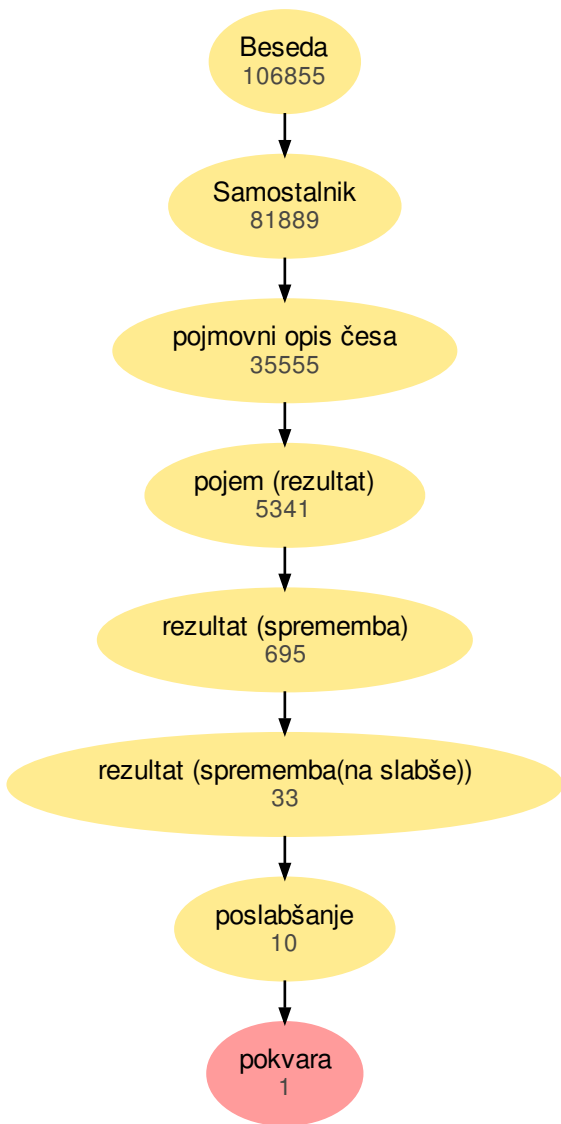 Beseda
106855
Samostalnik
81889
pojmovni opis česa
35555
pojem (rezultat)
5341
rezultat (sprememba)
695
rezultat (sprememba(na slabše))
33
poslabšanje
10
pokvara
1